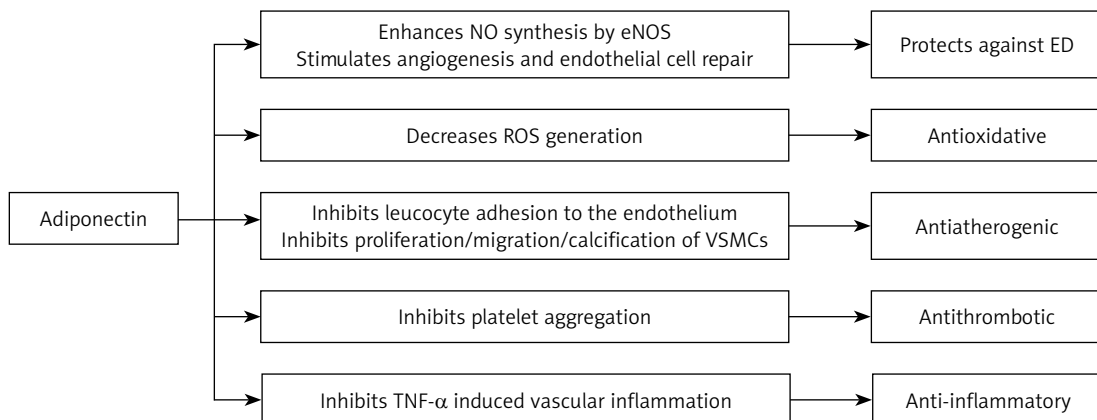 Enhances NO synthesis by eNOS
Stimulates angiogenesis and endothelial cell repair
Protects against ED
Decreases ROS generation
Antioxidative
Adiponectin
Inhibits leucocyte adhesion to the endothelium
Inhibits proliferation/migration/calcification of VSMCs
Antiatherogenic
Inhibits platelet aggregation
Antithrombotic
Inhibits TNF-α induced vascular inflammation
Anti-inflammatory